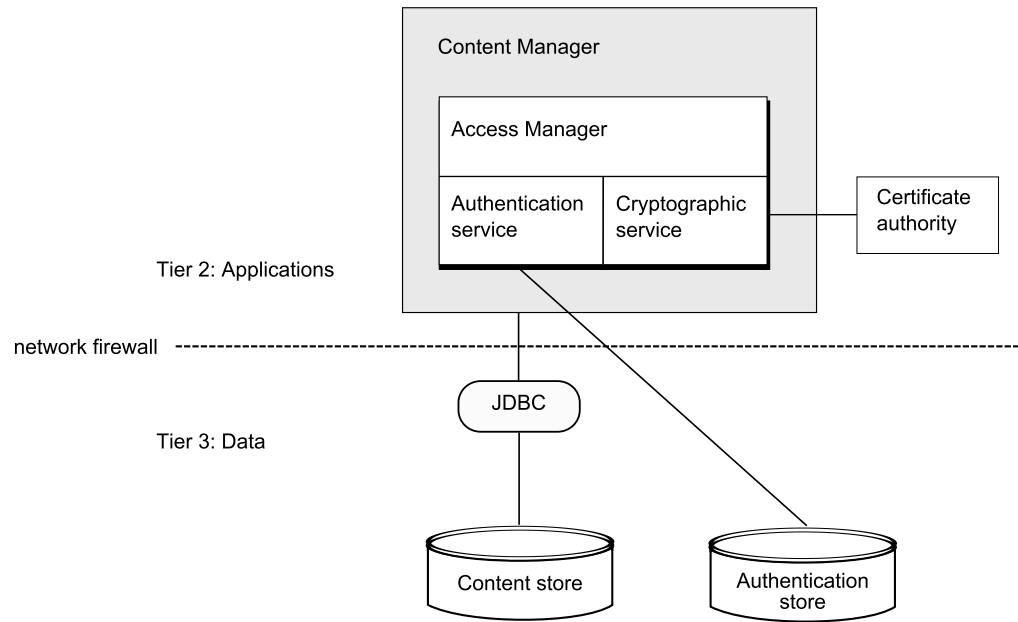 Content Manager
Access Manager
Authentication
service
Cryptographic
service
Certificate
authority
Tier 2: Applications
network firewall
JDBC
Tier 3: Data
Content store
Authentication
store